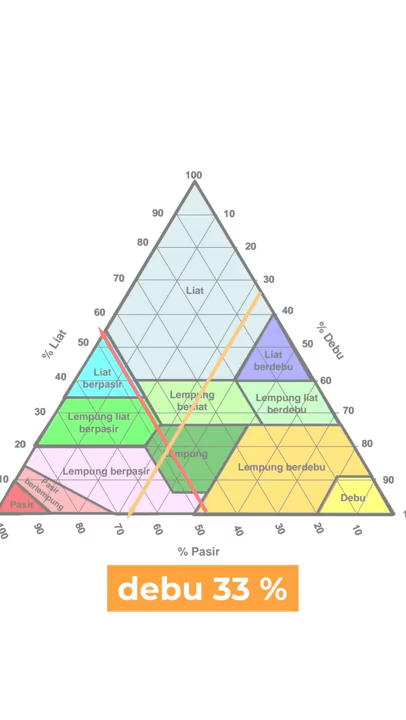 100
90 10
80 20
70 30
Liat
60 40
% Liat % Debu
50 50
Liat
berdebu
Liat
berpasir
40 60
Lempung
berliat
Lempung liat
berdebu
30 70
Lempung liat
berpasir
20 80
Lempung
Lempung berpasir
Lempung berdebu
10 90
Pasir
berlempung
Debu
Pasir
100 90 80 70 60 50 40 30 20 10
% Pasir
debu 33 %